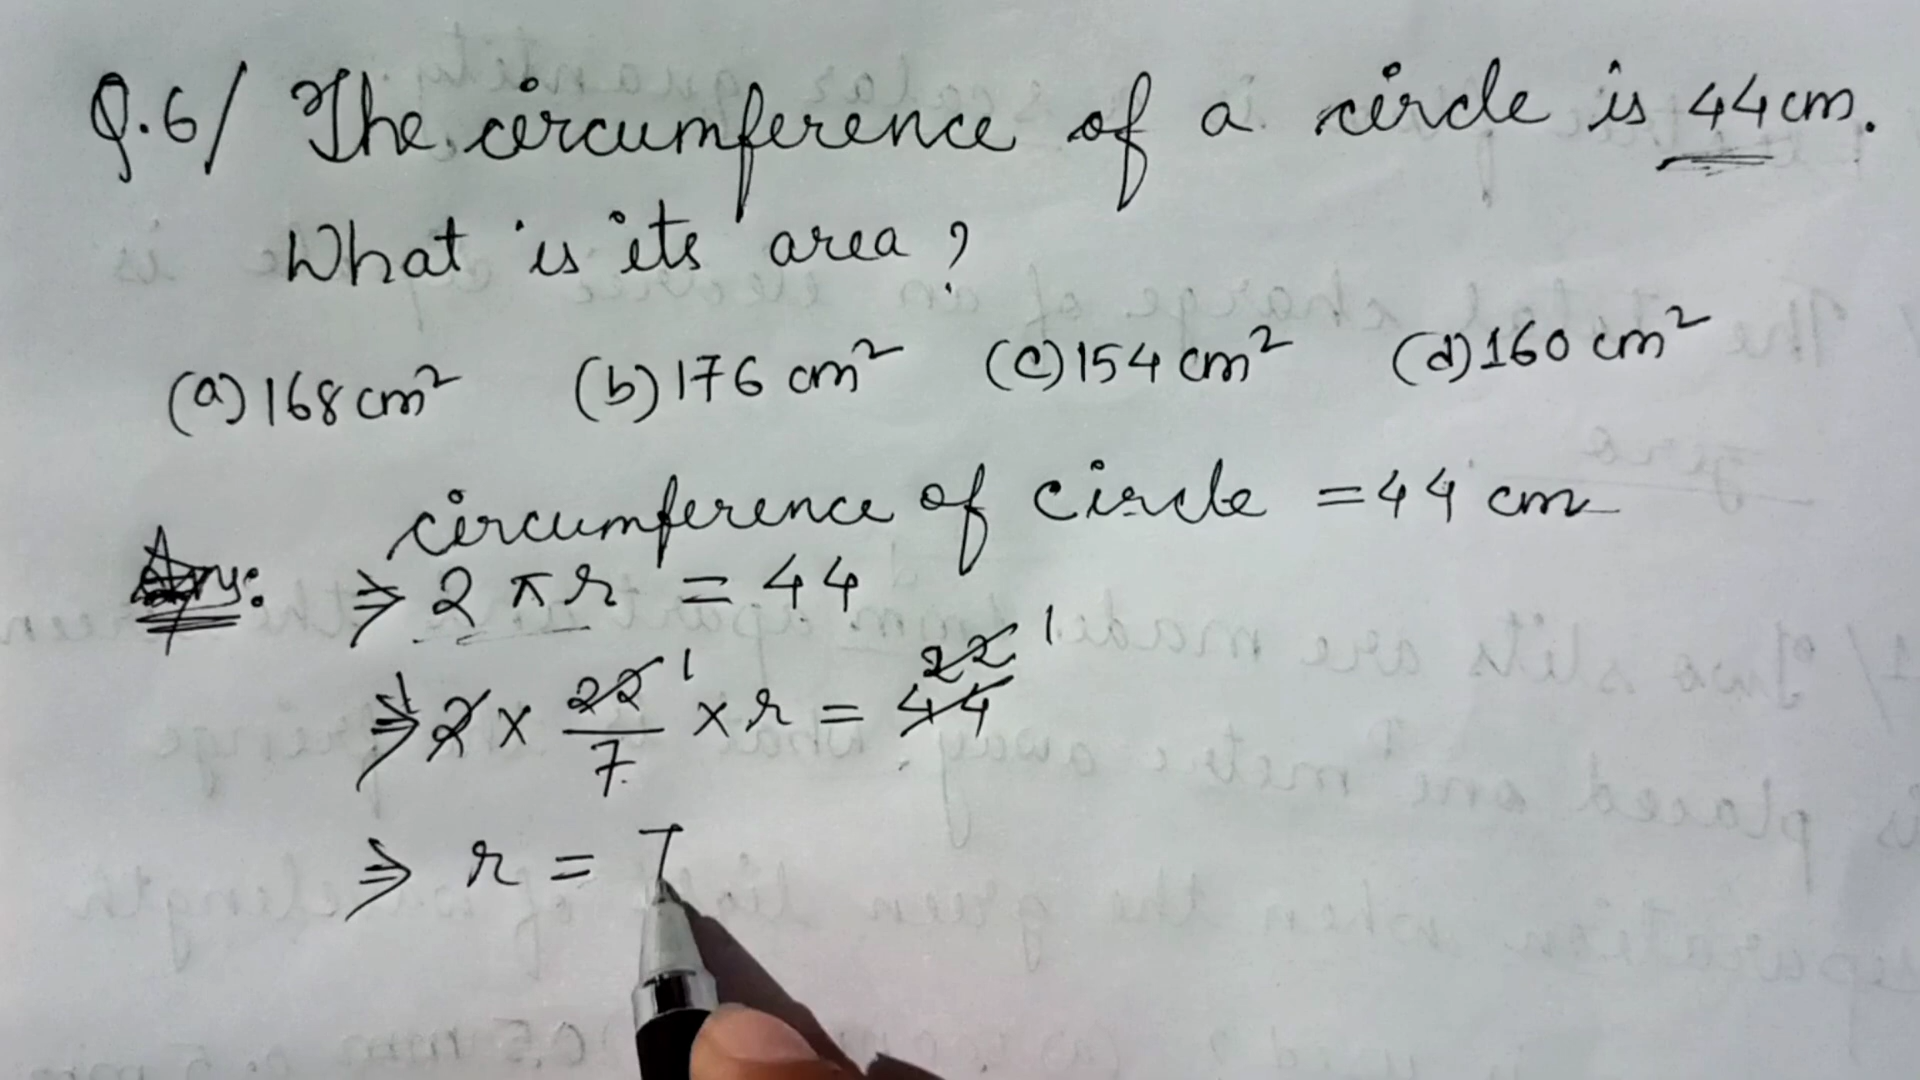 Q.6/ The circumference of a circle is 44 cm.
What is its area?
(a) 168 cm² (b) 176 cm² (c) 154 cm² (d) 160 cm²
Ans: circumference of circle = 44 cm
⇒ 2 π r = 44
⇒ 2 × 22/7 × r = 44
⇒ r = 7